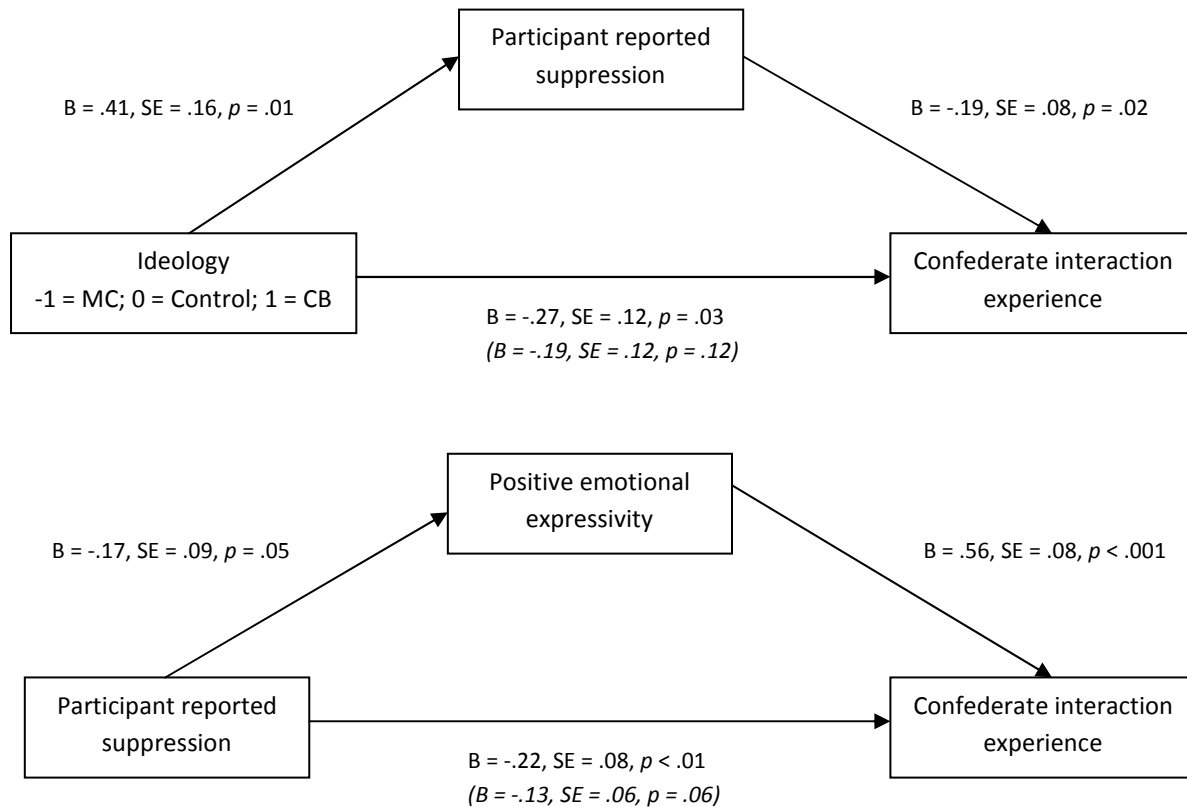 Participant reported
suppression
B = .41, SE = .16, p = .01
B = -.19, SE = .08, p = .02
Ideology
-1 = MC; 0 = Control; 1 = CB
Confederate interaction
experience
B = -.27, SE = .12, p = .03
(B = -.19, SE = .12, p = .12)
Positive emotional
expressivity
B = -.17, SE = .09, p = .05
B = .56, SE = .08, p < .001
Participant reported
suppression
Confederate interaction
experience
B = -.22, SE = .08, p < .01
(B = -.13, SE = .06, p = .06)